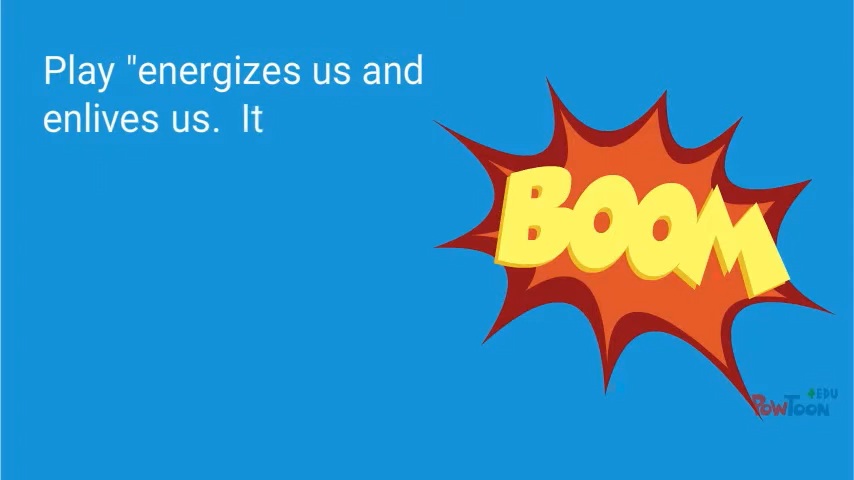 Play "energizes us and
enlives us.  It
BOOM
+EDU
PowToon